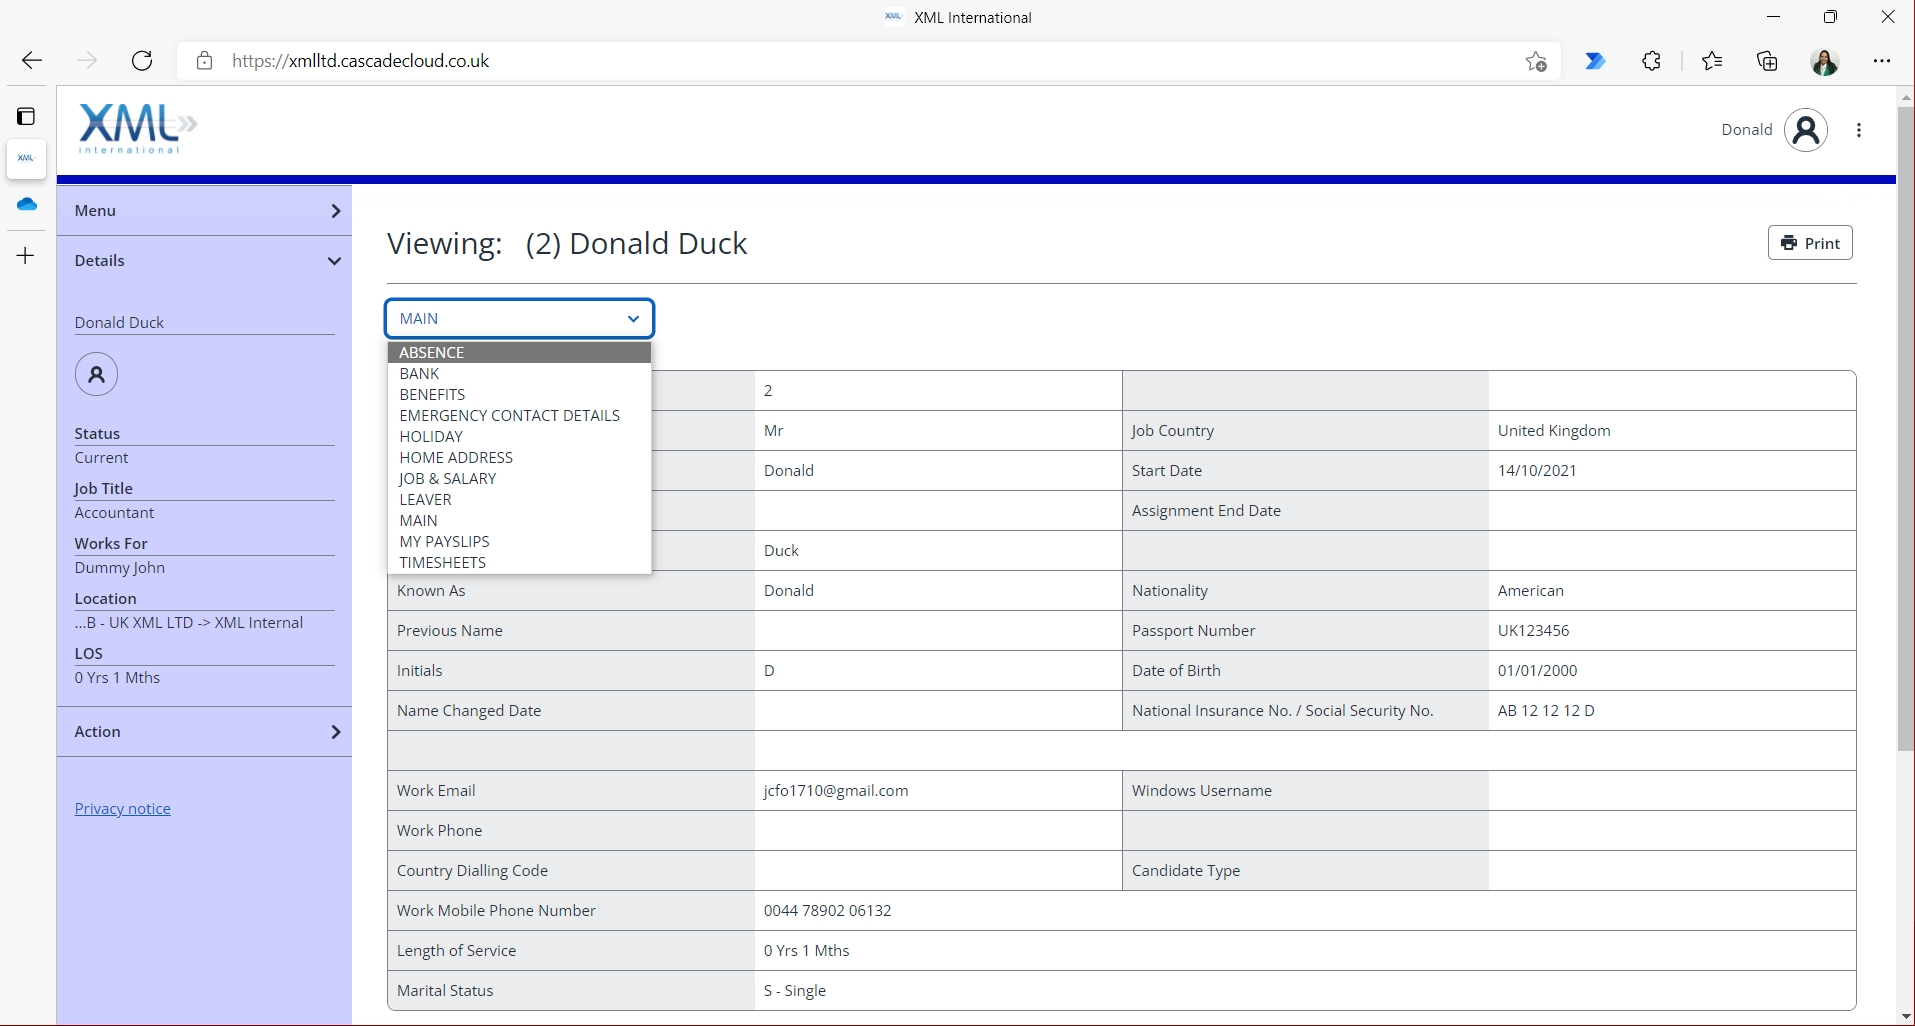 XML International
https://xmlltd.cascadecloud.co.uk
XML
international
Donald
XML
Menu
Details
Donald Duck
Status
Current
Job Title
Accountant
Works For
Dummy John
Location
...B - UK XML LTD -> XML Internal
LOS
0 Yrs 1 Mths
Action
Privacy notice
Viewing: (2) Donald Duck
Print
MAIN
ABSENCE
BANK
BENEFITS
EMERGENCY CONTACT DETAILS
HOLIDAY
HOME ADDRESS
JOB & SALARY
LEAVER
MAIN
MY PAYSLIPS
TIMESHEETS
2
Mr Job Country United Kingdom
Donald Start Date 14/10/2021
Assignment End Date
Duck
Known As Donald Nationality American
Previous Name Passport Number UK123456
Initials D Date of Birth 01/01/2000
Name Changed Date National Insurance No. / Social Security No. AB 12 12 12 D
Work Email jcfo1710@gmail.com Windows Username
Work Phone
Country Dialling Code Candidate Type
Work Mobile Phone Number 0044 78902 06132
Length of Service 0 Yrs 1 Mths
Marital Status S - Single